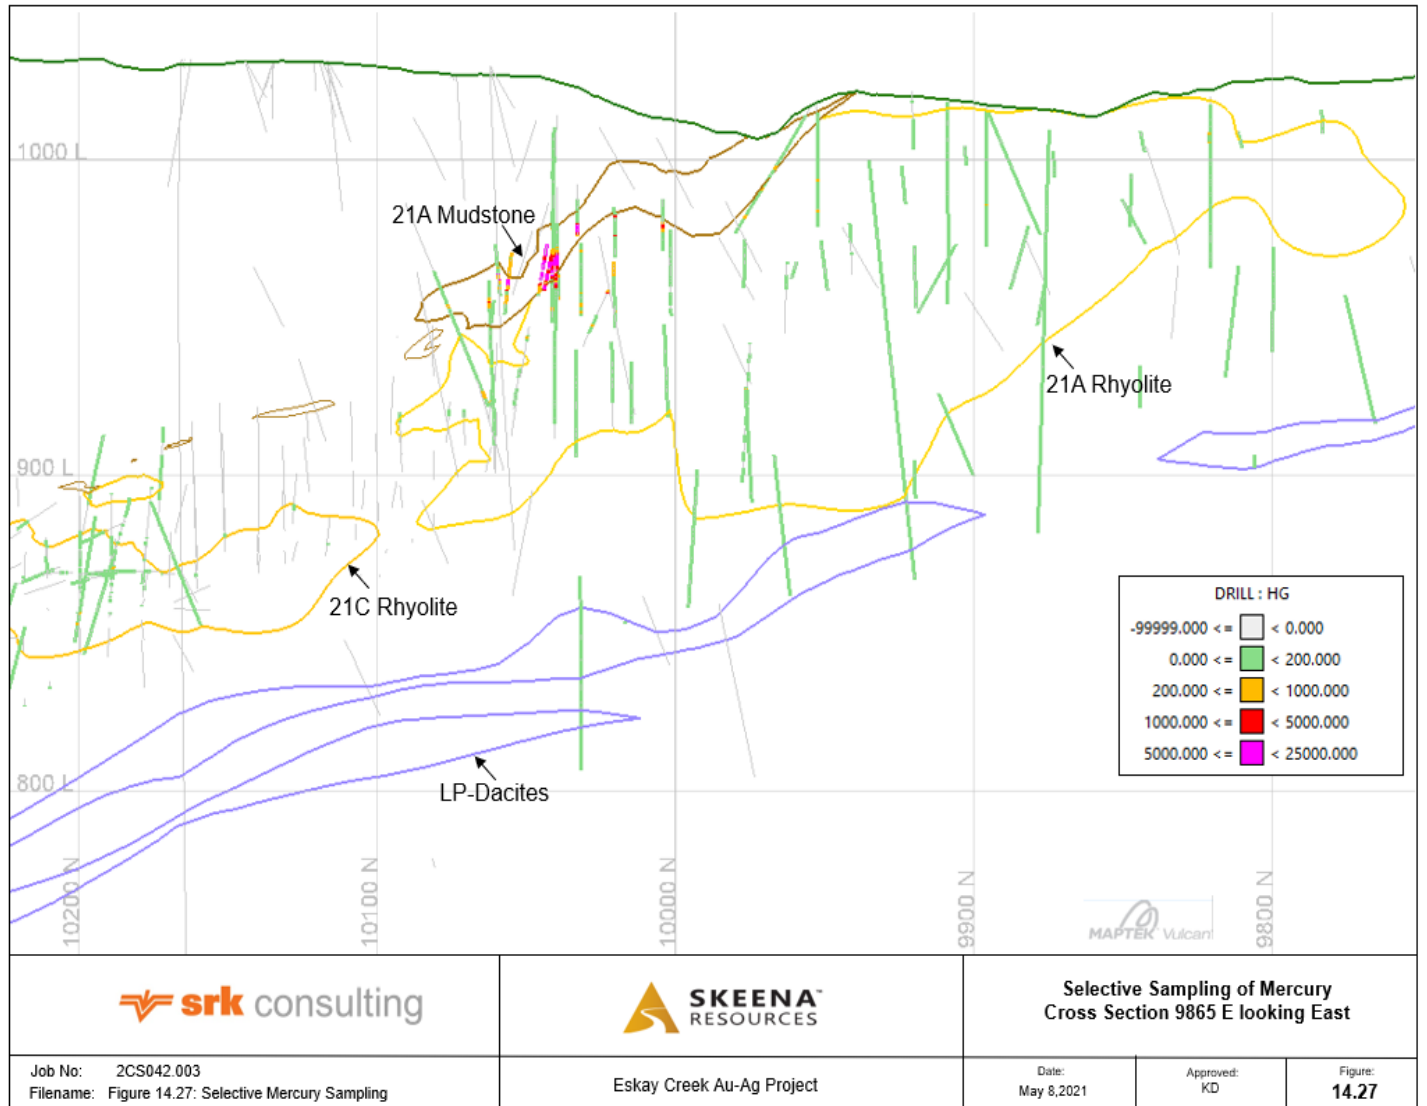 1000 L
21A Mudstone
21A Rhyolite
900 L
21C Rhyolite
DRILL : HG
-99999.000 <= < 0.000
0.000 <= < 200.000
200.000 <= < 1000.000
1000.000 <= < 5000.000
5000.000 <= < 25000.000
LP-Dacites
800 L
10200 N
10100 N
10000 N
9900 N
9800 N
MAPTEK Vulcan
srk consulting
SKEENA™
RESOURCES
Selective Sampling of Mercury
Cross Section 9865 E looking East
Job No: 2CS042.003
Filename: Figure 14.27: Selective Mercury Sampling
Eskay Creek Au-Ag Project
Date:
May 8,2021
Approved:
KD
Figure:
14.27